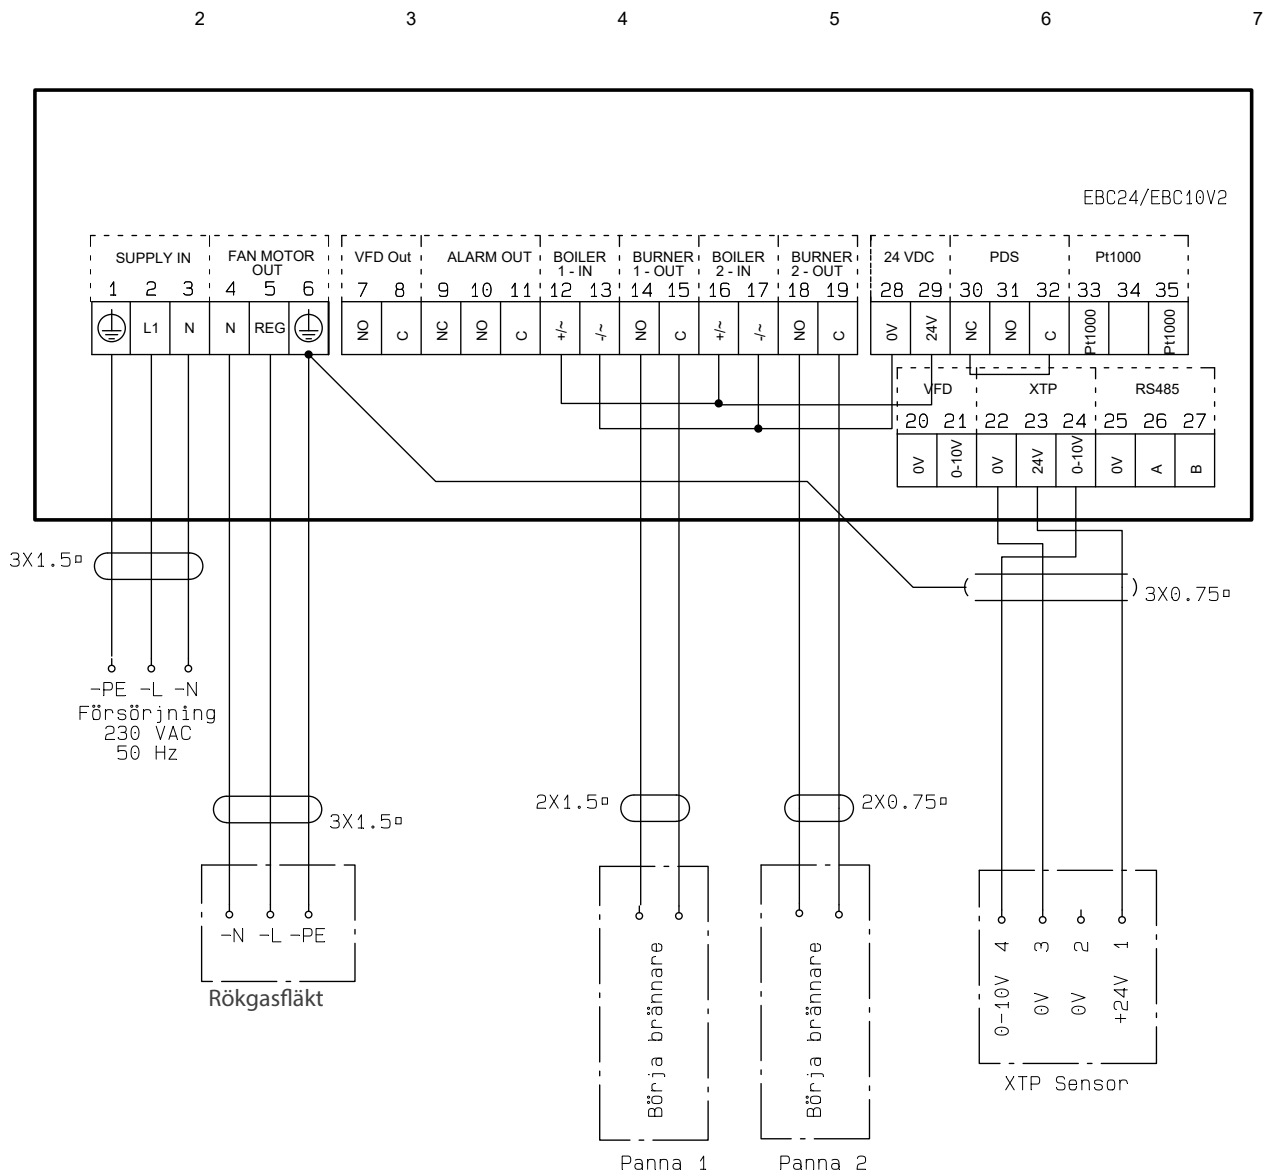 2 3 4 5 6 7
EBC24/EBC10V2
SUPPLY IN
FAN MOTOR
OUT
VFD Out
ALARM OUT
BOILER
1 - IN
BURNER
1 - OUT
BOILER
2 - IN
BURNER
2 - OUT
24 VDC
PDS
Pt1000
1 2 3 4 5 6 7 8 9 10 11 12 13 14 15 16 17 18 19 28 29 30 31 32 33 34 35
L1 N N REG NO C NC NO C +/~ -/~ NO C +/~ -/~ NO C 0V 24V NC NO C Pt1000 Pt1000
VFD XTP RS485
20 21 22 23 24 25 26 27
0V 0-10V 0V 24V 0-10V 0V A B
3X1.5▫
3X0.75▫
-PE -L -N
Försörjning
230 VAC
50 Hz
3X1.5▫
2X1.5▫
2X0.75▫
-N -L -PE
Rökgasfläkt
Börja brännare
Panna 1
Börja brännare
Panna 2
4 3 2 1
0-10V 0V 0V +24V
XTP Sensor